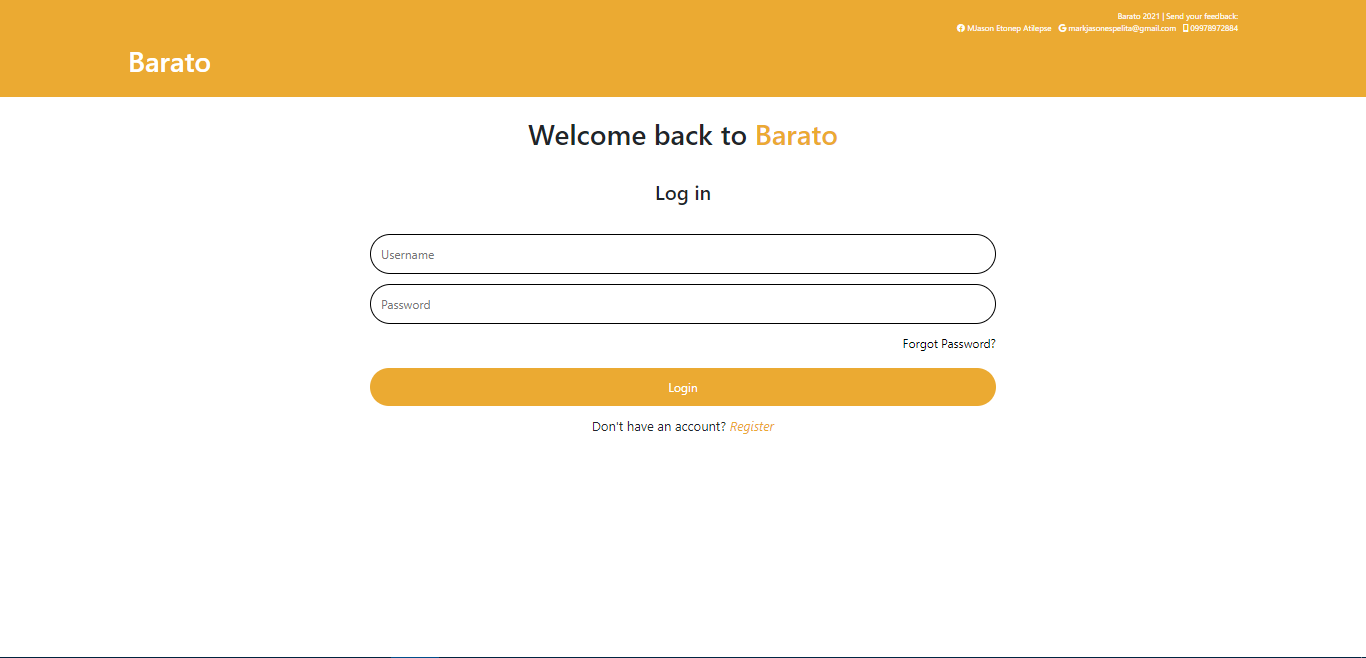 Barato 2021 | Send your feedback:
MJason Etonep Atilepse markjasonespelita@gmail.com 09978972884
Barato
Welcome back to Barato
Log in
Username
Password
Forgot Password?
Login
Don't have an account? Register